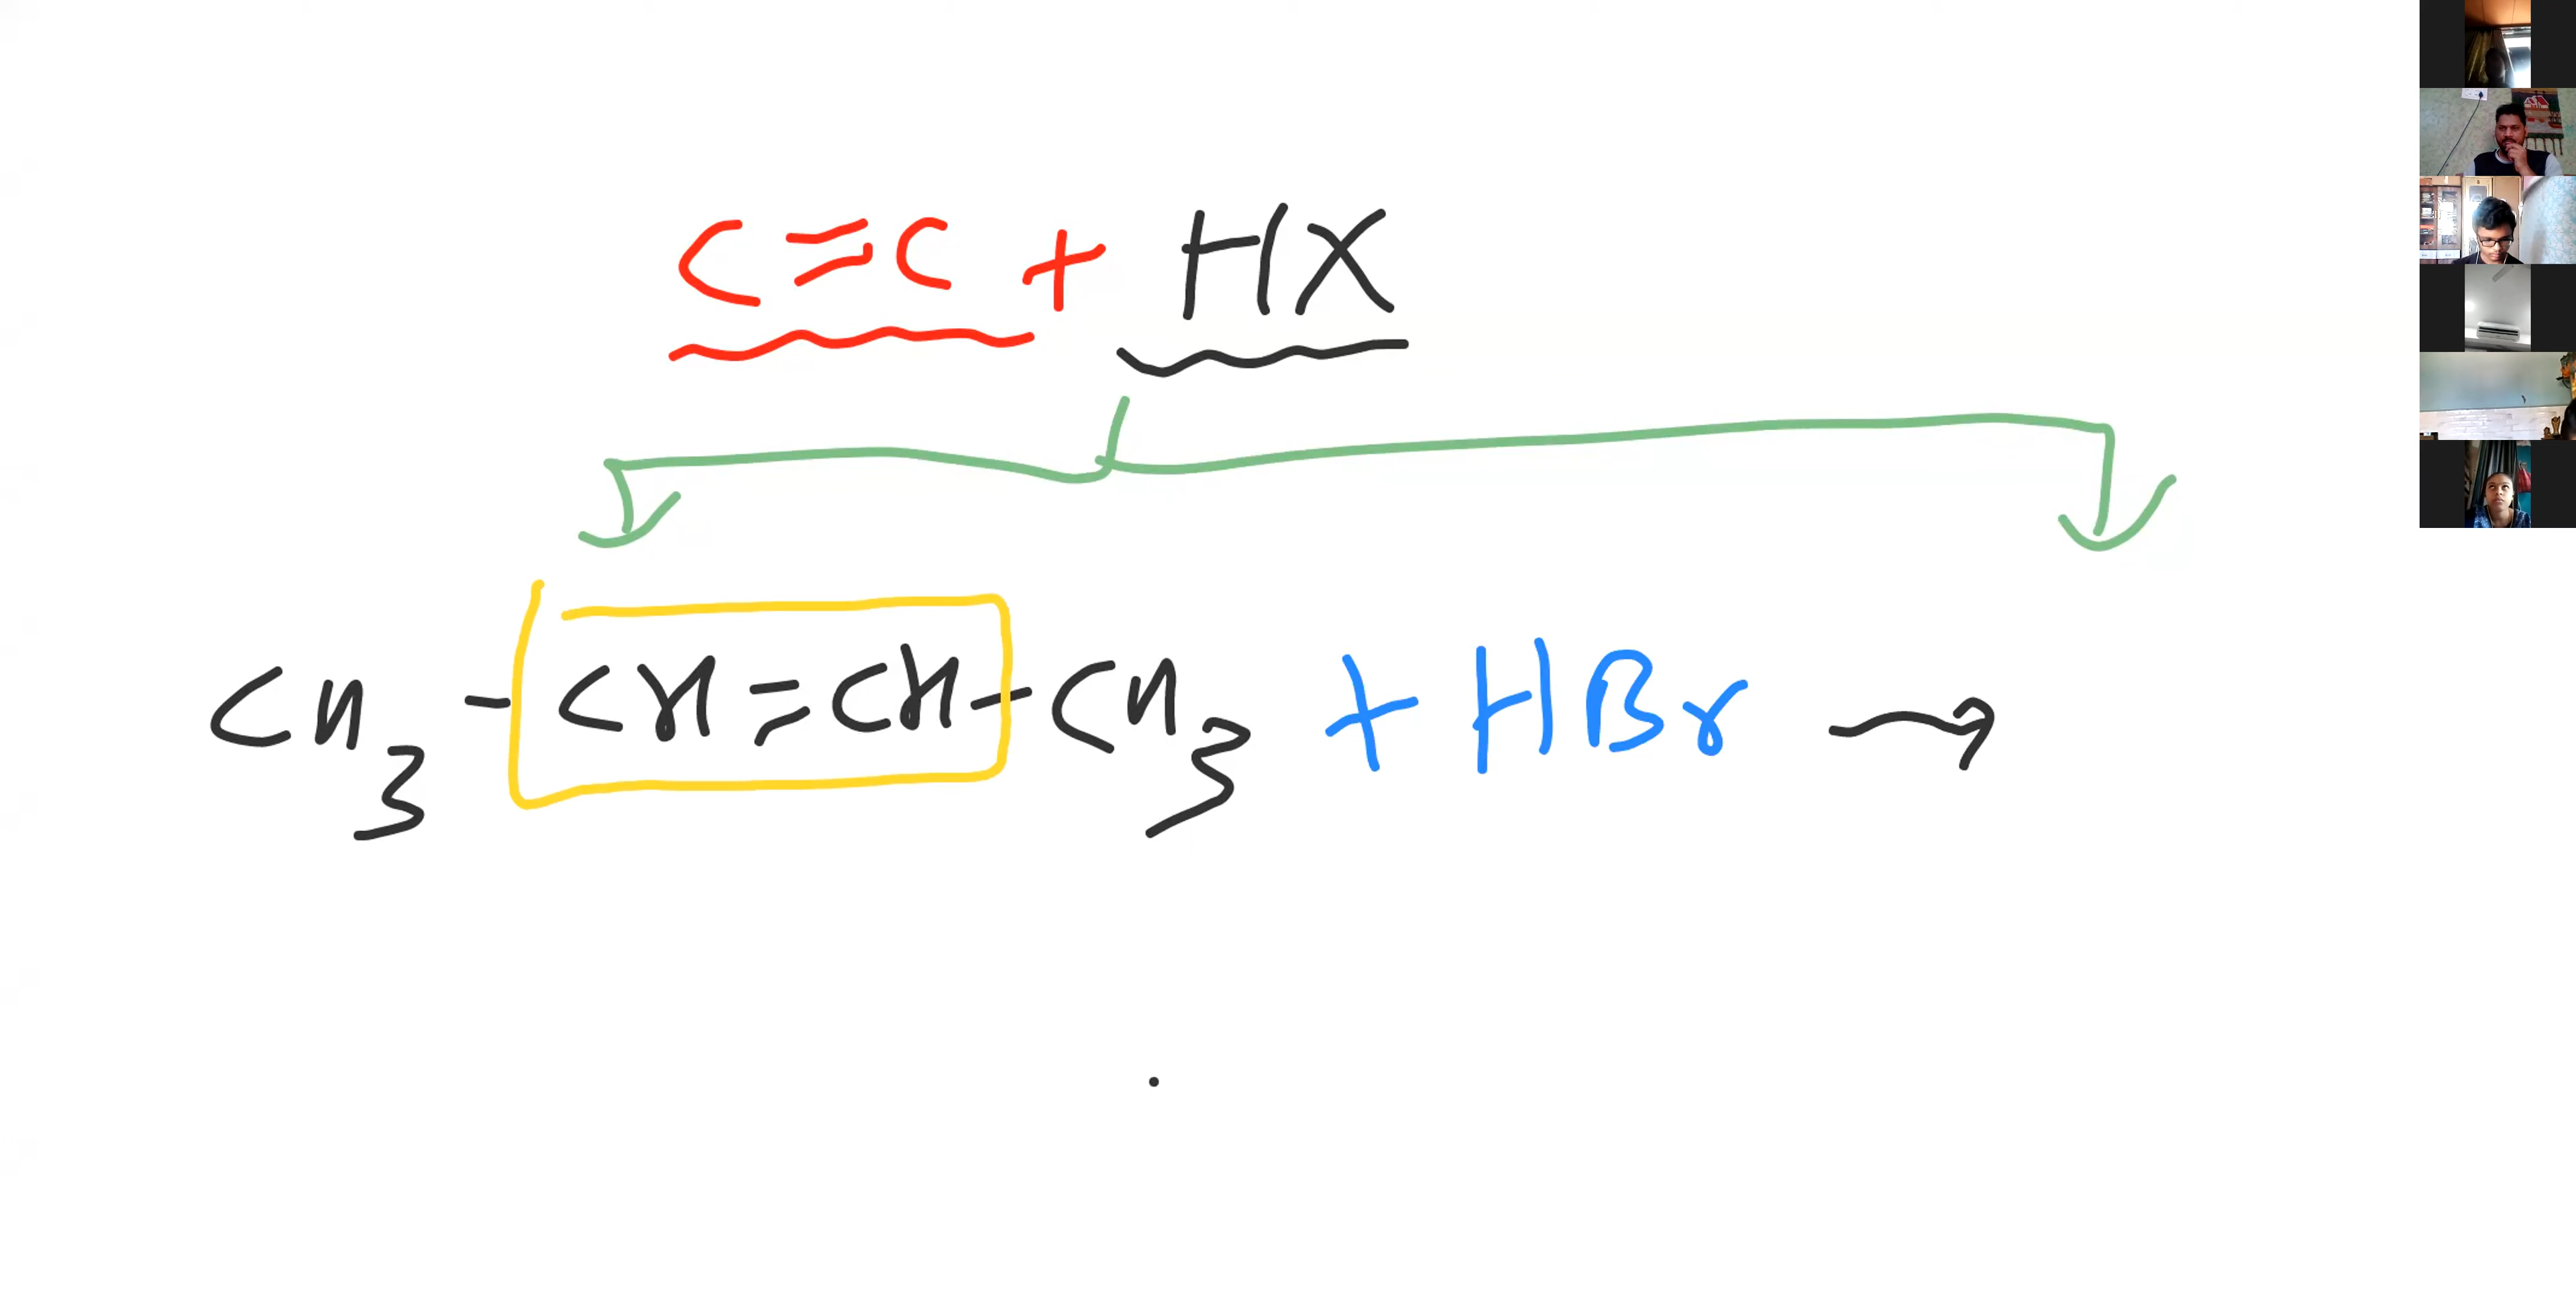 C=C + HX
CH3 - CH = CH - CH3 + HBr →